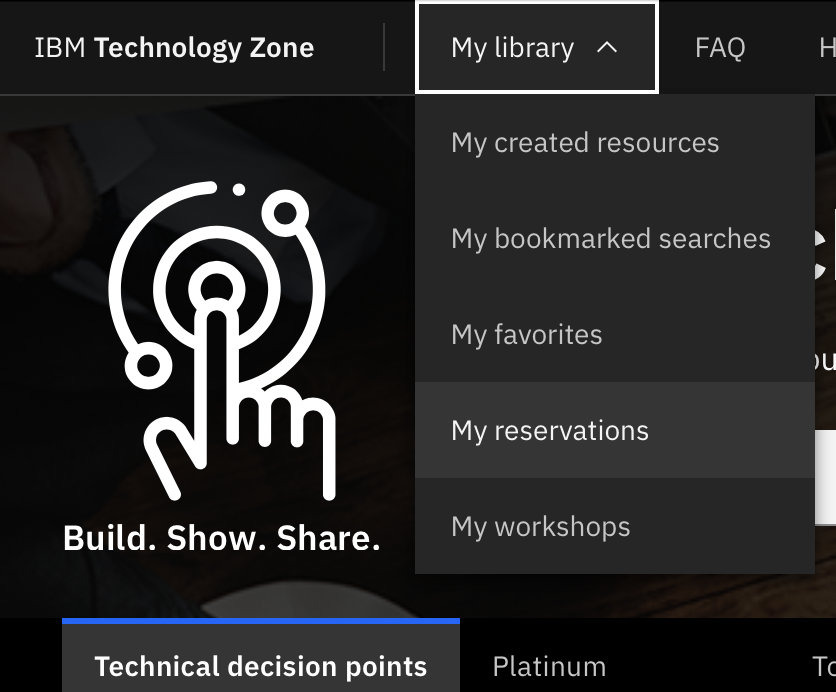 IBM Technology Zone
My library
FAQ
My created resources
My bookmarked searches
My favorites
My reservations
My workshops
Build. Show. Share.
Technical decision points
Platinum